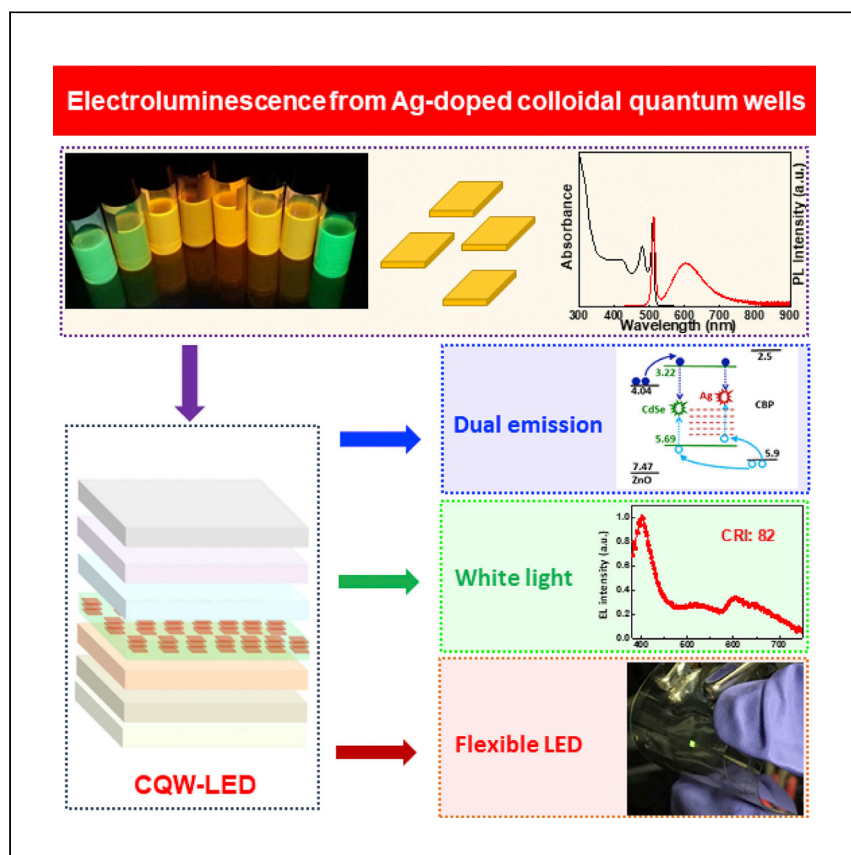 Electroluminescence from Ag-doped colloidal quantum wells
Absorbance
PL Intensity (a.u.)
300 400 500 600 700 800 900
Wavelength (nm)
Dual emission
2.5
3.22
4.04
Ag
CdSe
CBP
5.69
5.9
7.47
ZnO
White light
EL intensity (a.u.)
1.0
0.8
0.6
0.4
0.2
0.0
CRI: 82
400 500 600 700
Flexible LED
CQW-LED